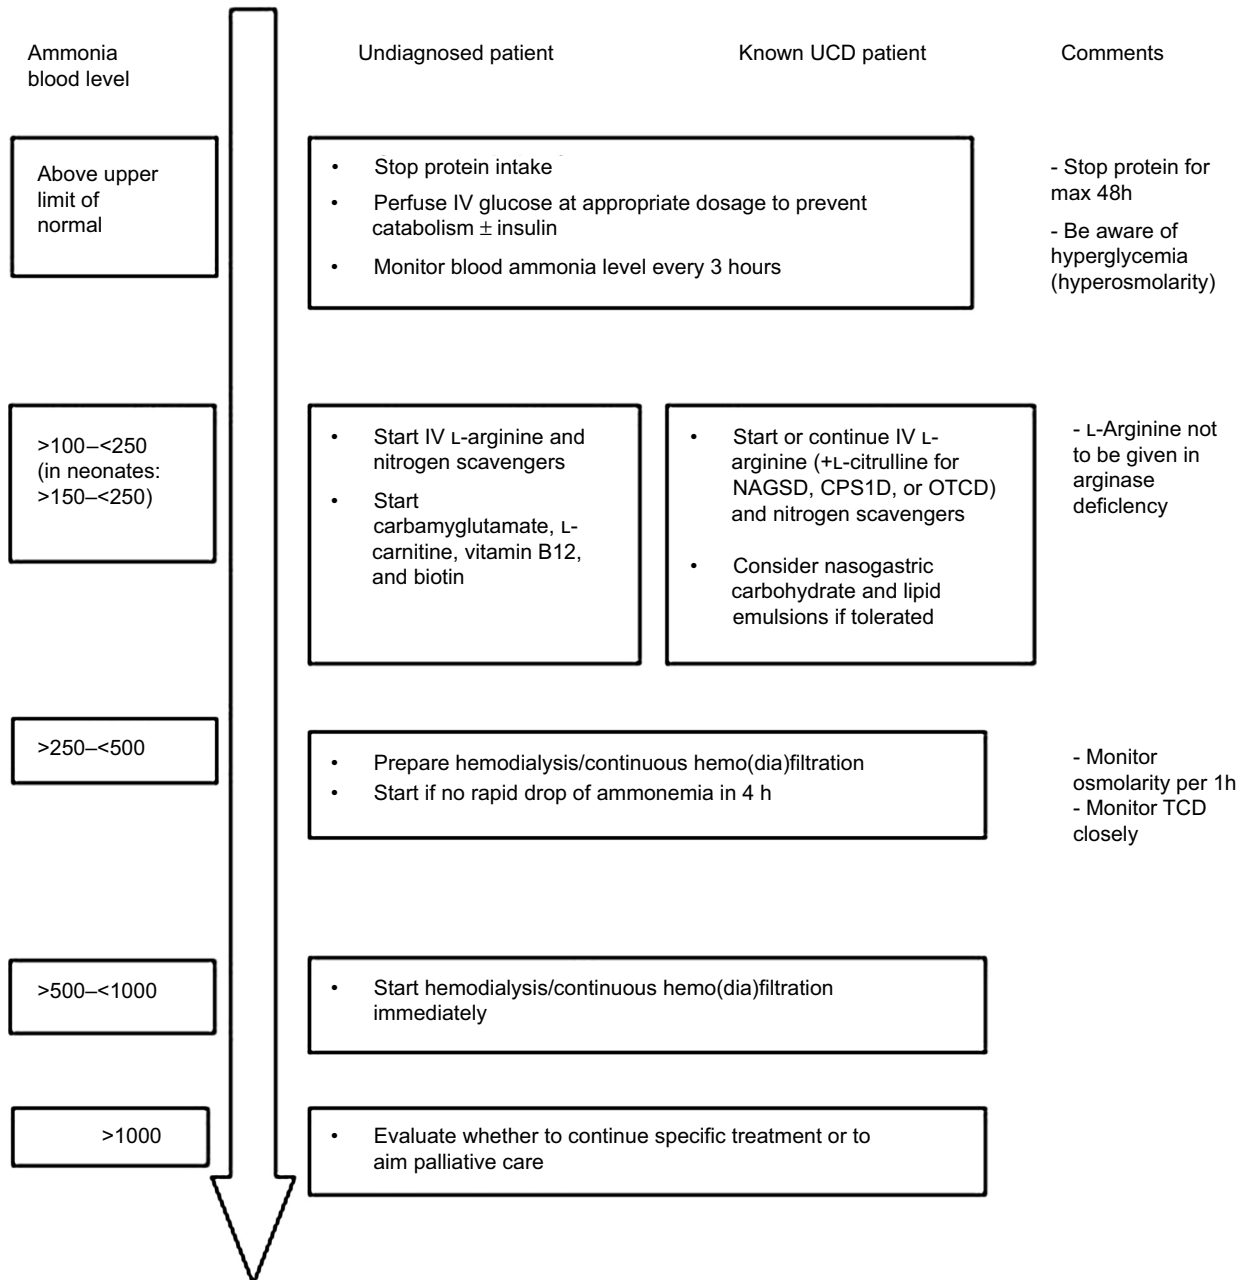 Ammonia
blood level
Undiagnosed patient
Known UCD patient
Comments
Above upper
limit of
normal
• Stop protein intake
• Perfuse IV glucose at appropriate dosage to prevent
catabolism ± insulin
• Monitor blood ammonia level every 3 hours
- Stop protein for
max 48h
- Be aware of
hyperglycemia
(hyperosmolarity)
>100–<250
(in neonates:
>150–<250)
• Start IV ʟ-arginine and
nitrogen scavengers
• Start
carbamyglutamate, ʟ-
carnitine, vitamin B12,
and biotin
• Start or continue IV ʟ-
arginine (+ʟ-citrulline for
NAGSD, CPS1D, or OTCD)
and nitrogen scavengers
• Consider nasogastric
carbohydrate and lipid
emulsions if tolerated
- ʟ-Arginine not
to be given in
arginase
deficlency
>250–<500
• Prepare hemodialysis/continuous hemo(dia)filtration
• Start if no rapid drop of ammonemia in 4 h
- Monitor
osmolarity per 1h
- Monitor TCD
closely
>500–<1000
• Start hemodialysis/continuous hemo(dia)filtration
immediately
>1000
• Evaluate whether to continue specific treatment or to
aim palliative care